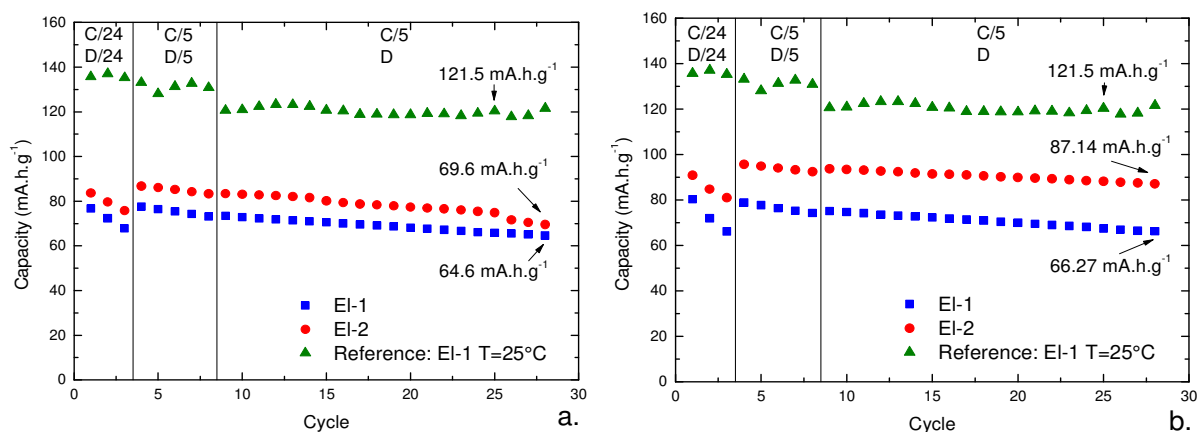 160
140
120
100
80
60
40
20
0
Capacity (mA.h.g⁻¹)
C/24
D/24
C/5
D/5
C/5
D
121.5 mA.h.g⁻¹
69.6 mA.h.g⁻¹
64.6 mA.h.g⁻¹
El-1
El-2
Reference: El-1 T=25°C
0 5 10 15 20 25 30
Cycle
a.
160
140
120
100
80
60
40
20
0
Capacity (mA.h.g⁻¹)
C/24
D/24
C/5
D/5
C/5
D
121.5 mA.h.g⁻¹
87.14 mA.h.g⁻¹
66.27 mA.h.g⁻¹
El-1
El-2
Reference: El-1 T=25°C
0 5 10 15 20 25 30
Cycle
b.